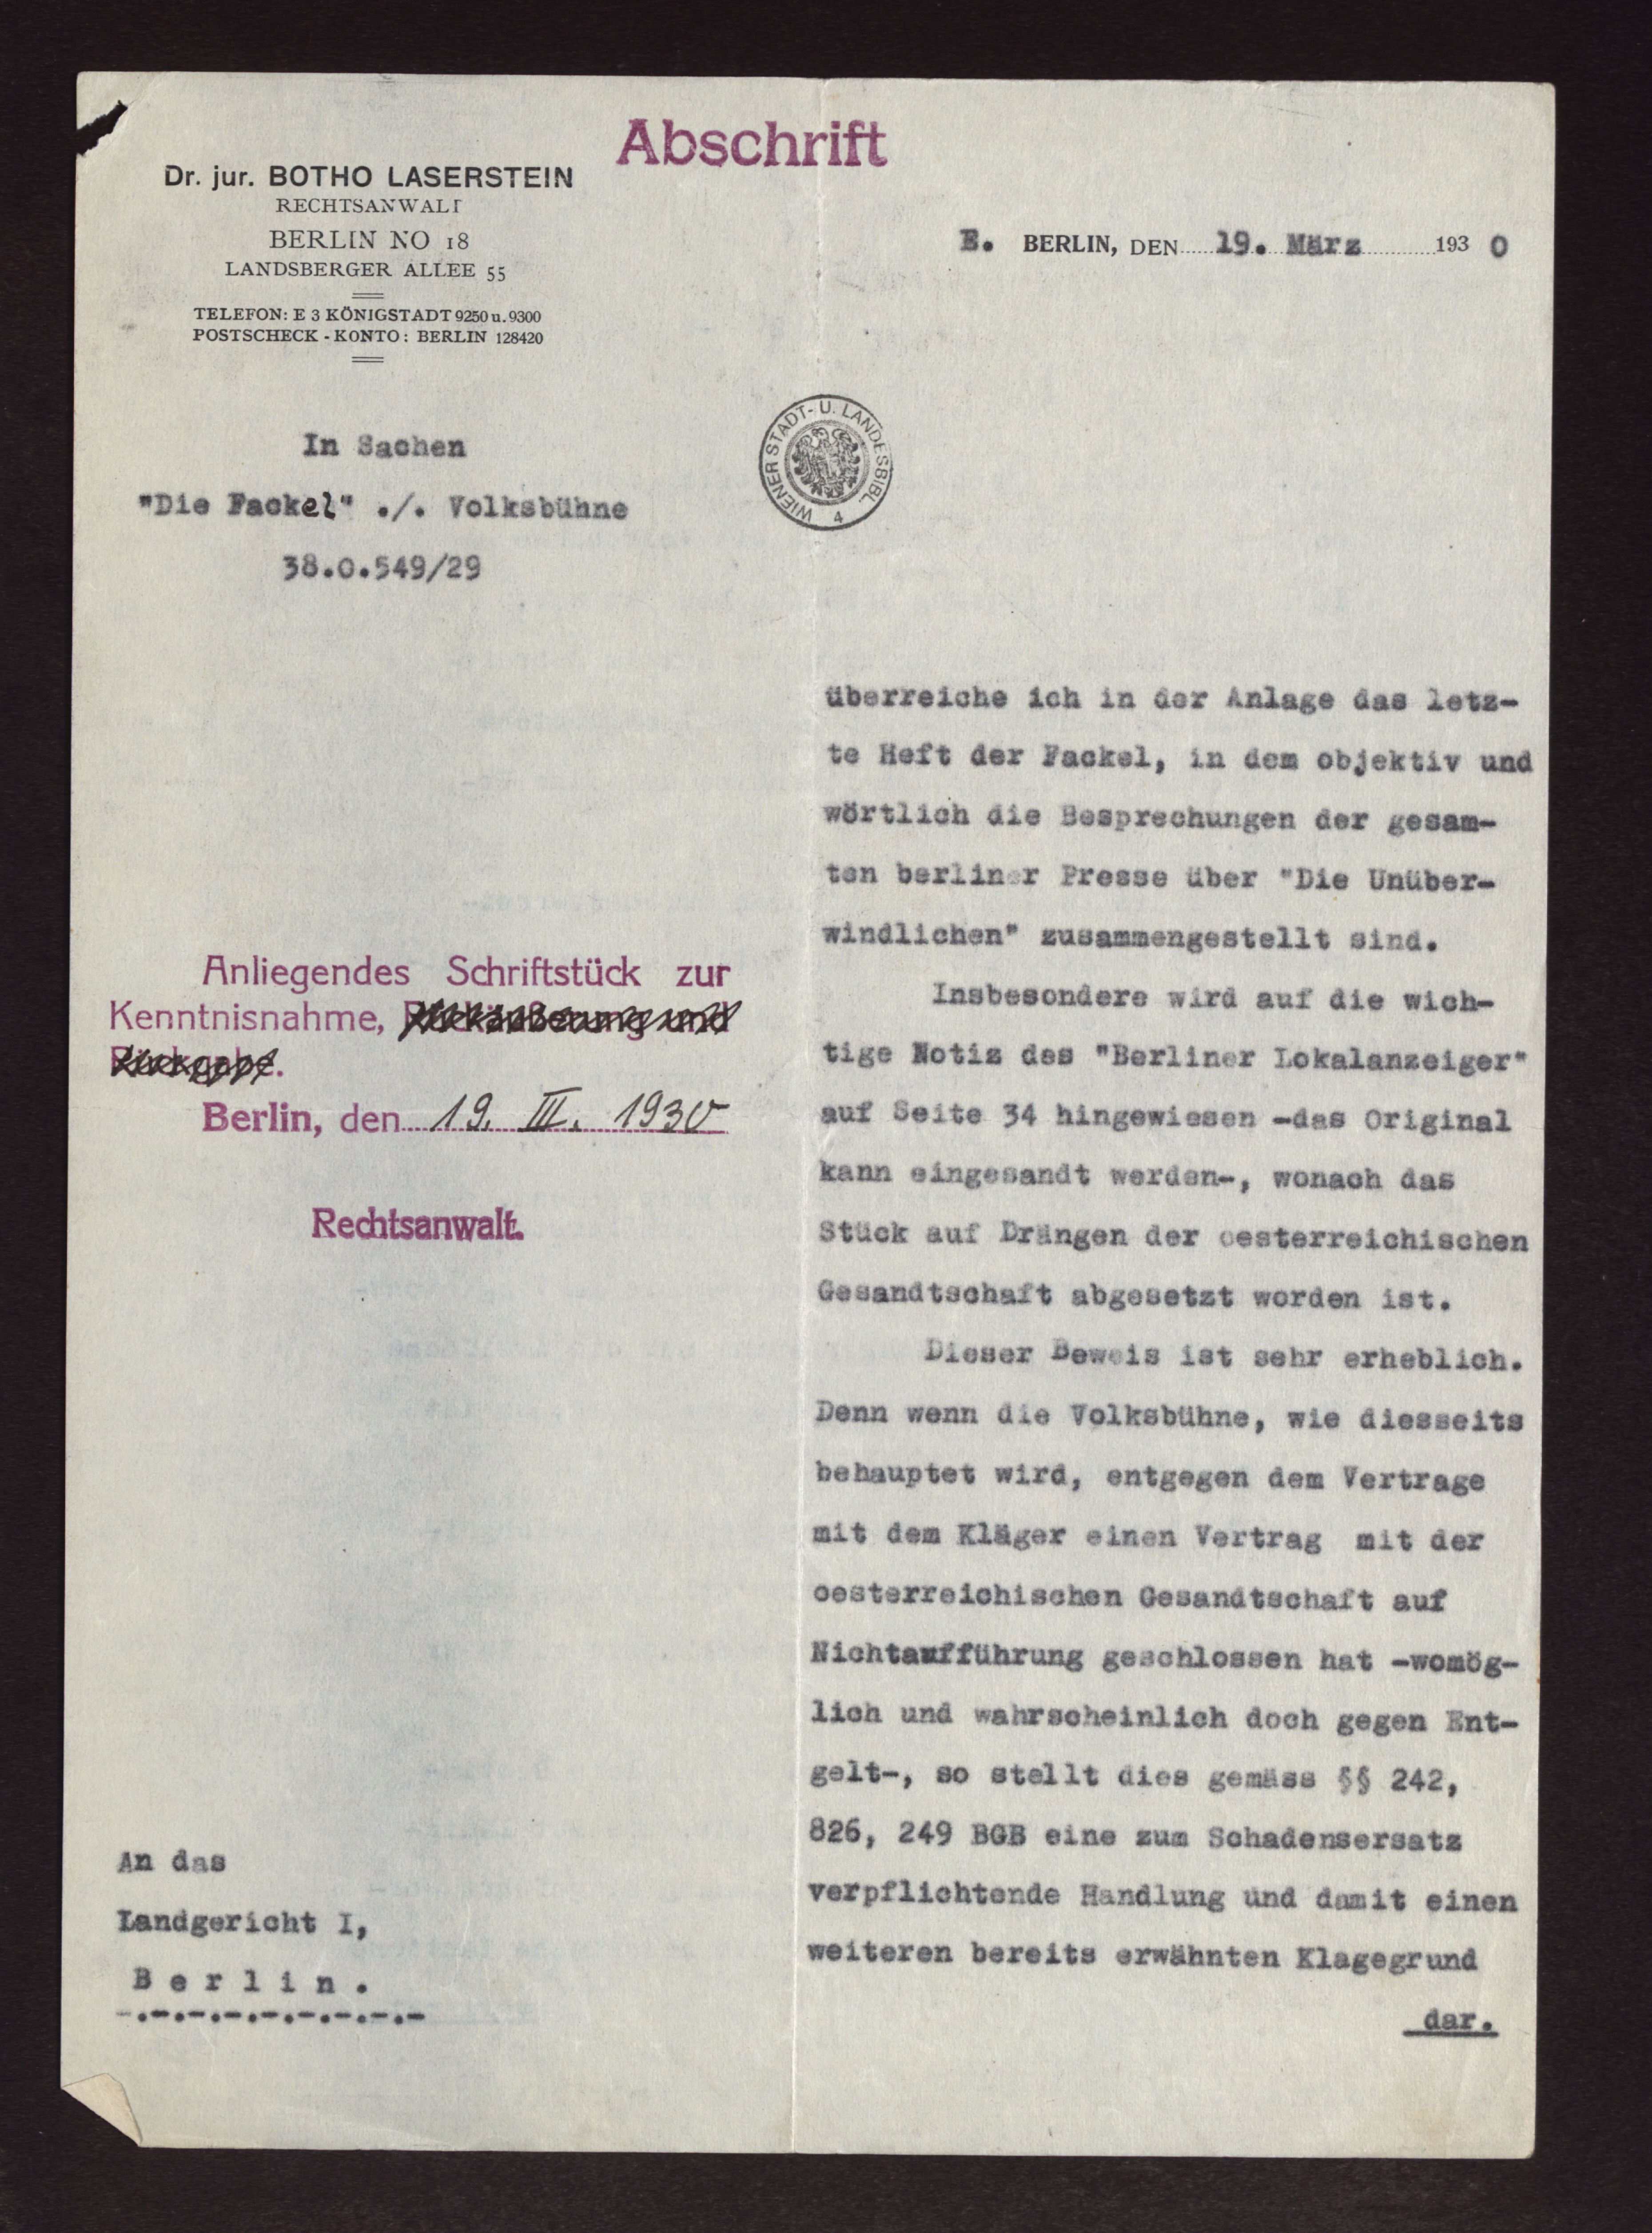 Abschrift
Dr. jur. BOTHO LASERSTEIN
RECHTSANWALT
BERLIN NO 18
LANDSBERGER ALLEE 55
TELEFON: E 3 KÖNIGSTADT 9250 u. 9300
POSTSCHECK - KONTO: BERLIN 128420
E. BERLIN, DEN 19. März 1930
WIENER STADT- U. LANDESBIBL. 4
In Sachen
"Die Fackel" ./. Volksbühne
38.O.549/29
Anliegendes Schriftstück zur
Kenntnisnahme, Rückäußerung und
Rückgabe.
Berlin, den 19. III. 1930
Rechtsanwalt.
An das
Landgericht I,
Berlin.
-.-.-.-.-.-.-.-.-
überreiche ich in der Anlage das letz-
te Heft der Fackel, in dem objektiv und
wörtlich die Besprechungen der gesam-
ten berliner Presse über "Die Unüber-
windlichen" zusammengestellt sind.
Insbesondere wird auf die wich-
tige Notiz des "Berliner Lokalanzeiger"
auf Seite 34 hingewiesen -das Original
kann eingesandt werden-, wonach das
Stück auf Drängen der oesterreichischen
Gesandtschaft abgesetzt worden ist.
Dieser Beweis ist sehr erheblich.
Denn wenn die Volksbühne, wie diesseits
behauptet wird, entgegen dem Vertrage
mit dem Kläger einen Vertrag mit der
oesterreichischen Gesandtschaft auf
Nichtaufführung geschlossen hat -womög-
lich und wahrscheinlich doch gegen Ent-
gelt-, so stellt dies gemäss §§ 242,
826, 249 BGB eine zum Schadensersatz
verpflichtende Handlung und damit einen
weiteren bereits erwähnten Klagegrund
dar.